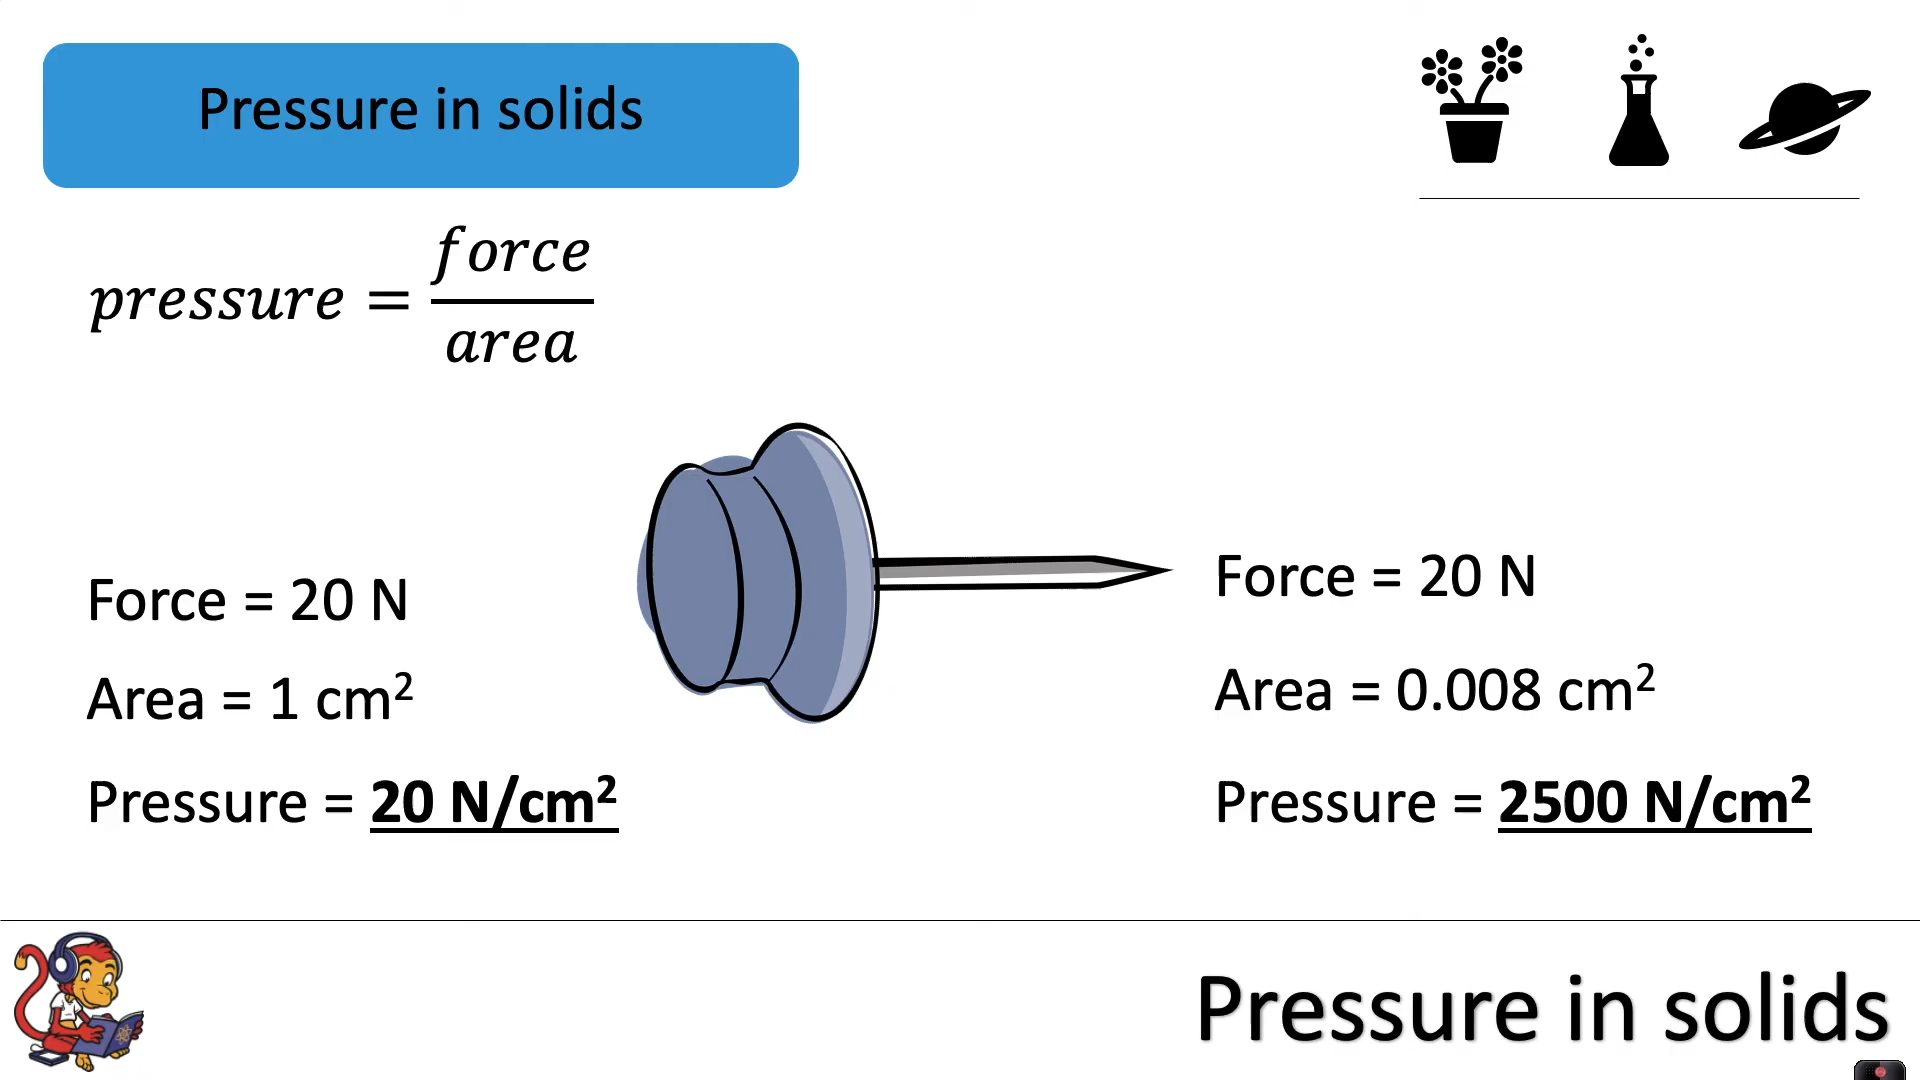 Pressure in solids
pressure = force/area
Force = 20 N
Area = 1 cm²
Pressure = 20 N/cm²
Force = 20 N
Area = 0.008 cm²
Pressure = 2500 N/cm²
Pressure in solids